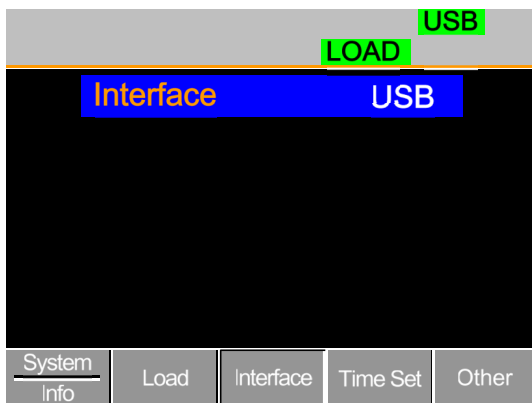 USB
LOAD
Interface USB
System
Info
Load
Interface
Time Set
Other